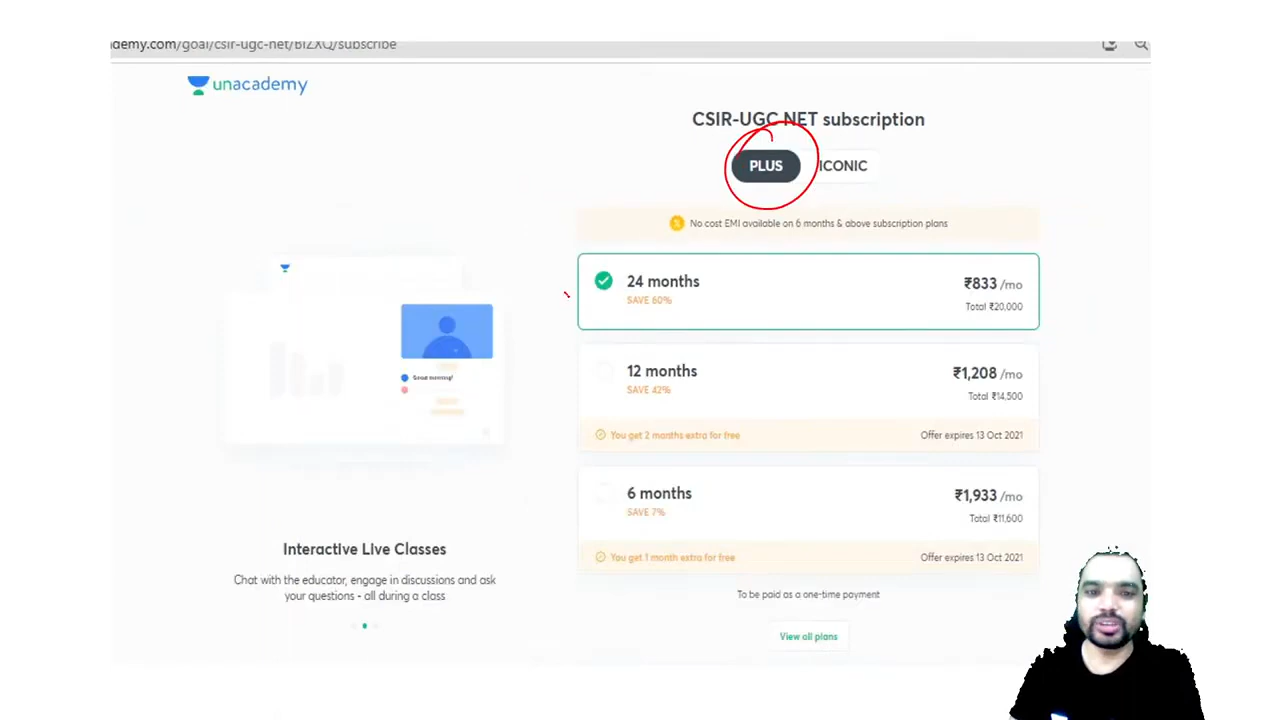 demy.com/goal/csir-ugc-net/BIZXQ/subscribe
unacademy
CSIR-UGC NET subscription
PLUS
ICONIC
No cost EMI available on 6 months & above subscription plans
24 months
₹833 /mo
SAVE 60%
Total ₹20,000
12 months
₹1,208 /mo
SAVE 42%
Total ₹14,500
Good morning!
You get 2 months extra for free
Offer expires 13 Oct 2021
6 months
₹1,933 /mo
SAVE 7%
Total ₹11,600
You get 1 month extra for free
Offer expires 13 Oct 2021
Interactive Live Classes
Chat with the educator, engage in discussions and ask
your questions - all during a class
To be paid as a one-time payment
View all plans